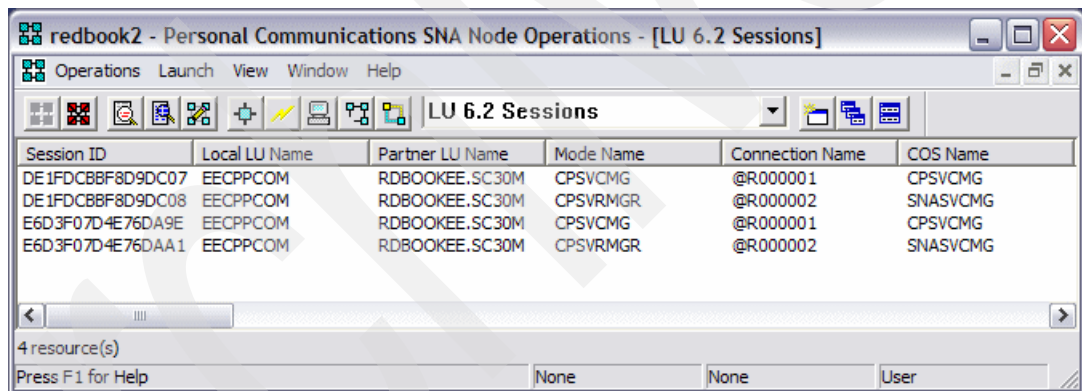 redbook2 - Personal Communications SNA Node Operations - [LU 6.2 Sessions]
Operations Launch View Window Help
LU 6.2 Sessions
Session ID Local LU Name Partner LU Name Mode Name Connection Name COS Name
DE1FDCBBF8D9DC07 EECPPCOM RDBOOKEE.SC30M CPSVCMG @R000001 CPSVCMG
DE1FDCBBF8D9DC08 EECPPCOM RDBOOKEE.SC30M CPSVRMGR @R000002 SNASVCMG
E6D3F07D4E76DA9E EECPPCOM RDBOOKEE.SC30M CPSVCMG @R000001 CPSVCMG
E6D3F07D4E76DAA1 EECPPCOM RDBOOKEE.SC30M CPSVRMGR @R000002 SNASVCMG
4 resource(s)
Press F1 for Help None None User